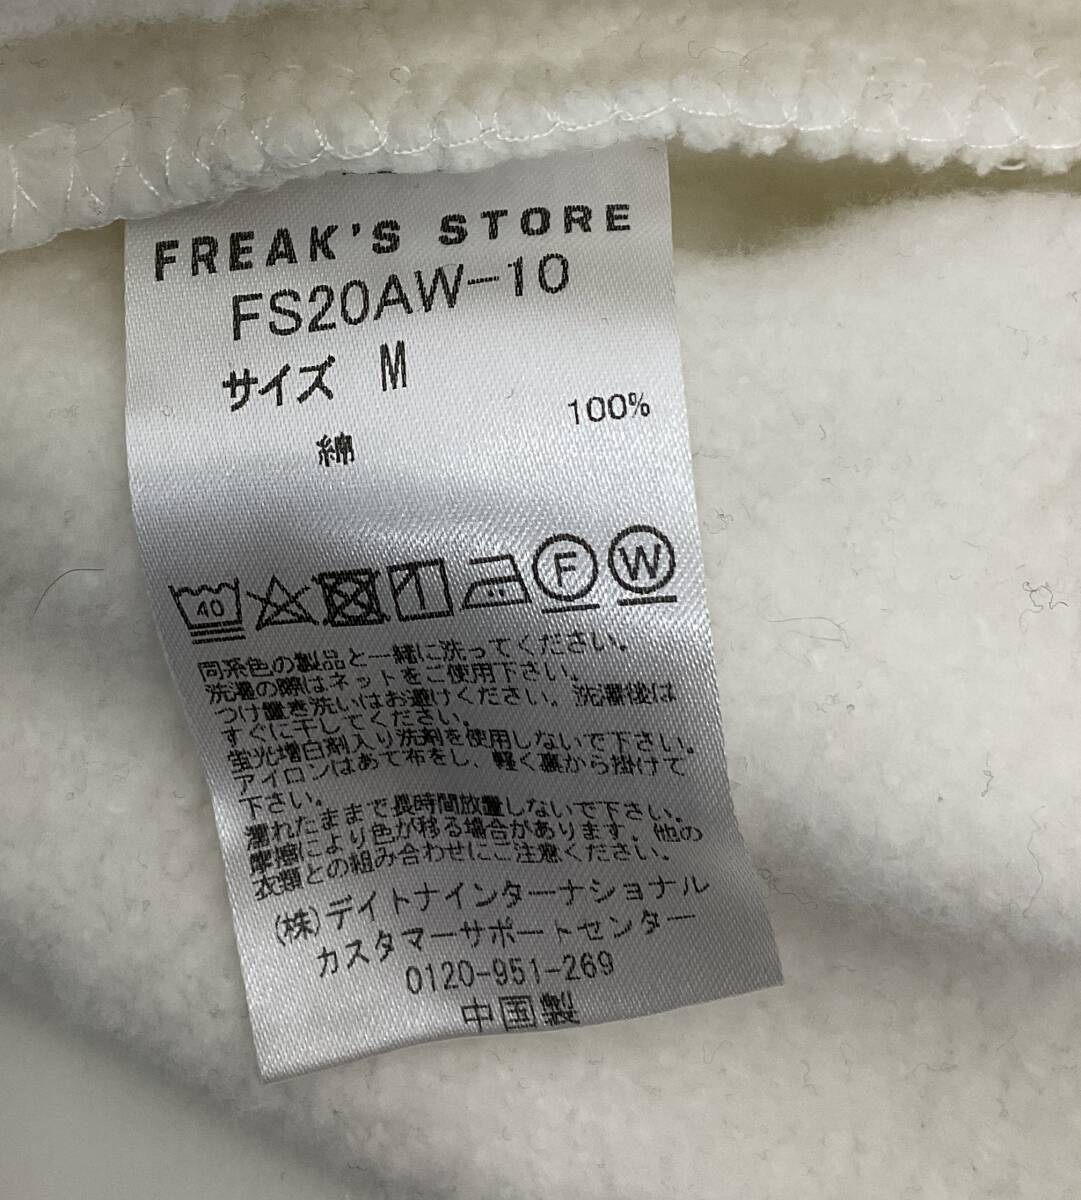 FREAK'S STORE
FS20AW-10
サイズ M
綿 100%
40 F W
同系色の製品と一緒に洗ってください。
洗濯の際はネットをご使用下さい。
つけ置き洗いはお避けください。洗濯後は
すぐに干してください。
蛍光増白剤入り洗剤を使用しないで下さい。
アイロンはあて布をし、軽く裏から掛けて
下さい。
濡れたままで長時間放置しないで下さい。
摩擦により色が移る場合があります。他の
衣類との組み合わせにご注意ください。
(株)デイトナインターナショナル
カスタマーサポートセンター
0120-951-269
中国製